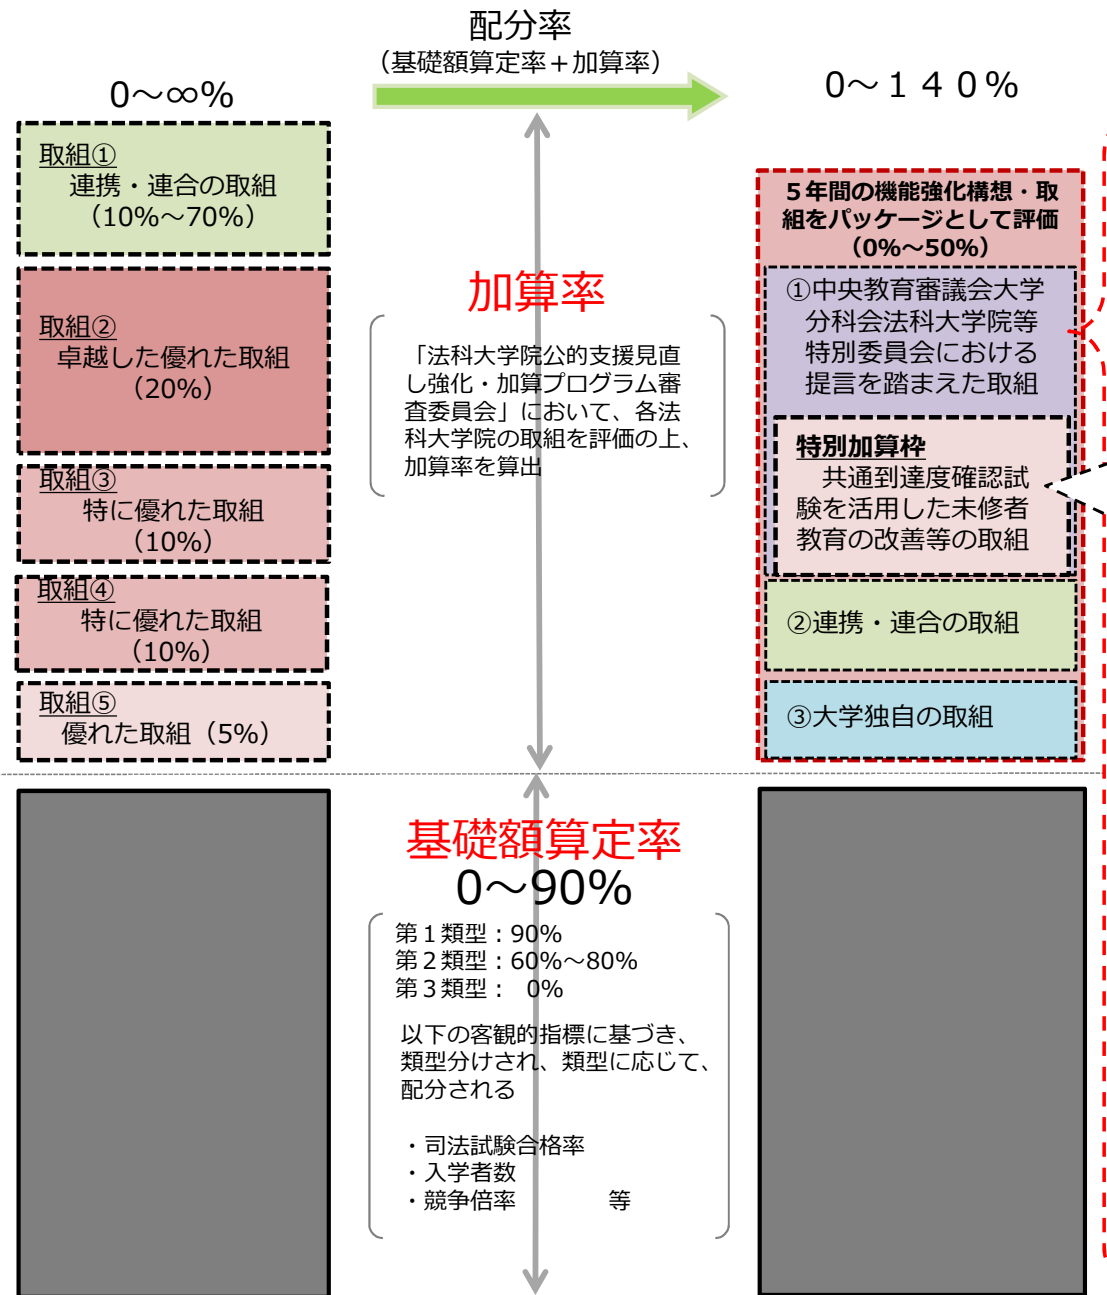 配分率
（基礎額算定率＋加算率）
0～∞%
0～１４０%
取組①
連携・連合の取組
（10%～70%）
取組②
卓越した優れた取組
（20%）
取組③
特に優れた取組
（10%）
取組④
特に優れた取組
（10%）
取組⑤
優れた取組（5%）
加算率
「法科大学院公的支援見直
し強化・加算プログラム審
査委員会」において、各法
科大学院の取組を評価の上、
加算率を算出
５年間の機能強化構想・取
組をパッケージとして評価
（0%～50%）
①中央教育審議会大学
分科会法科大学院等
特別委員会における
提言を踏まえた取組
特別加算枠
共通到達度確認試
験を活用した未修者
教育の改善等の取組
②連携・連合の取組
③大学独自の取組
基礎額算定率
0～90%
第１類型：90%
第２類型：60%～80%
第３類型：　0%
以下の客観的指標に基づき、
類型分けされ、類型に応じて、
配分される
・司法試験合格率
・入学者数
・競争倍率　　　　等